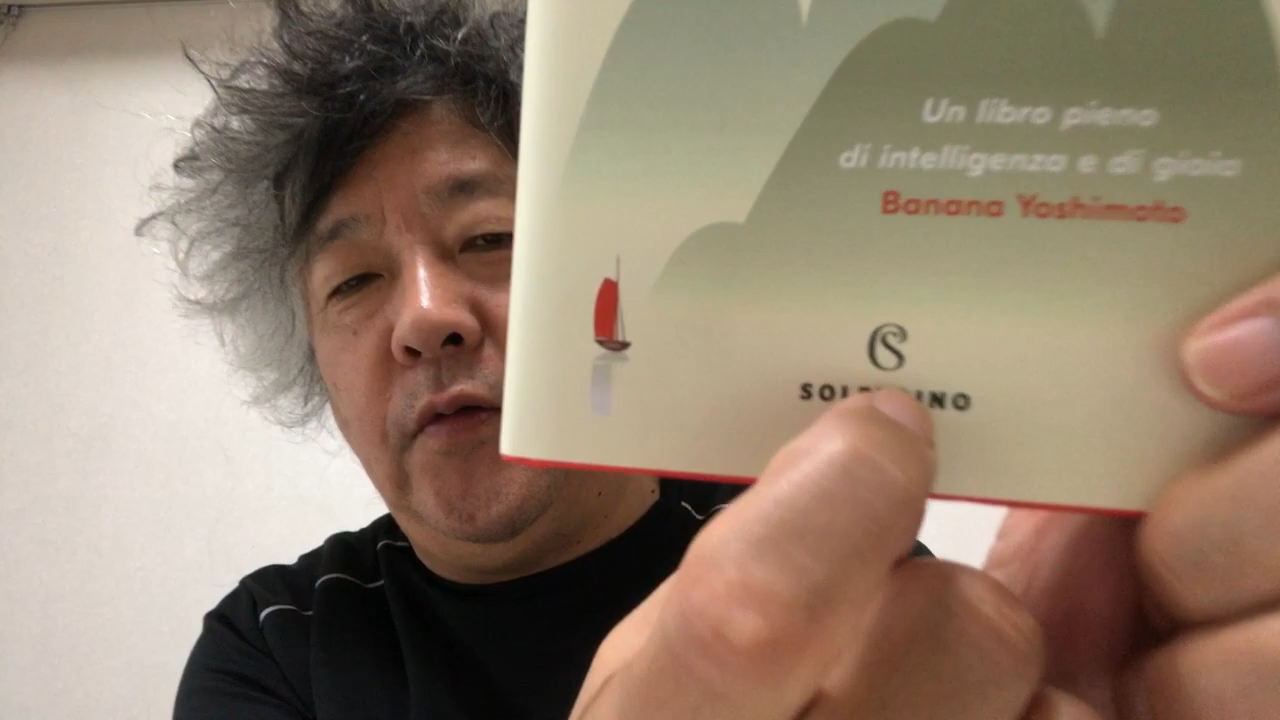 Un libro pieno
di intelligenza e di gioia
Banana Yoshimoto